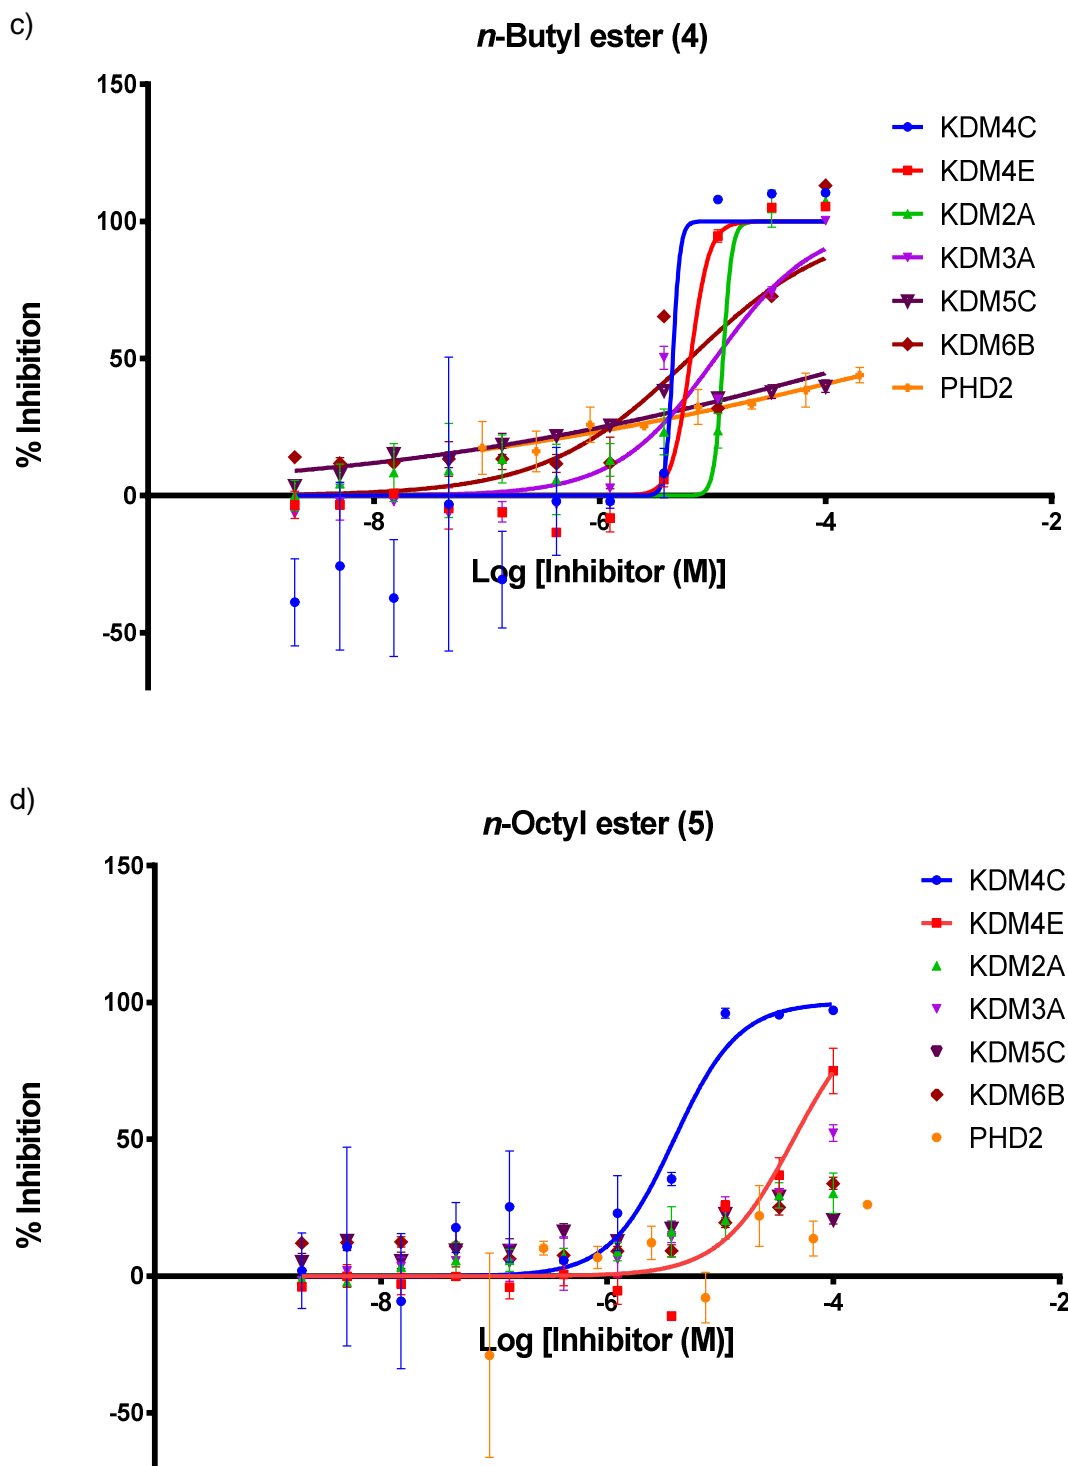 c)
n-Butyl ester (4)
150
100
50
0
-50
% Inhibition
-8
-6
-4
-2
Log [Inhibitor (M)]
KDM4C
KDM4E
KDM2A
KDM3A
KDM5C
KDM6B
PHD2
d)
n-Octyl ester (5)
150
100
50
0
-50
% Inhibition
-8
-6
-4
-2
Log [Inhibitor (M)]
KDM4C
KDM4E
KDM2A
KDM3A
KDM5C
KDM6B
PHD2